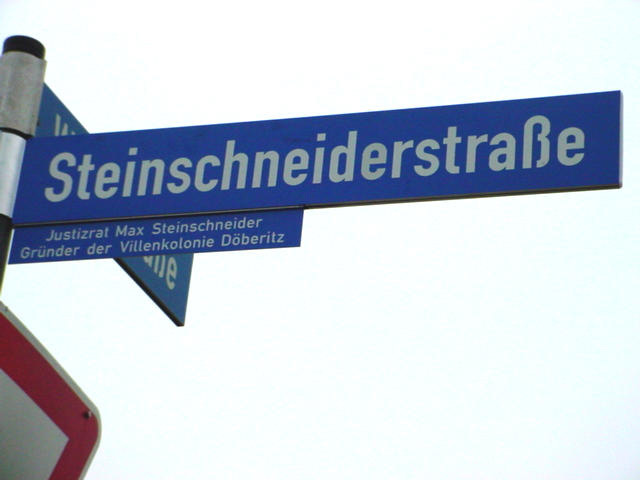 Steinschneiderstraße
Justizrat Max Steinschneider
Gründer der Villenkolonie Döberitz